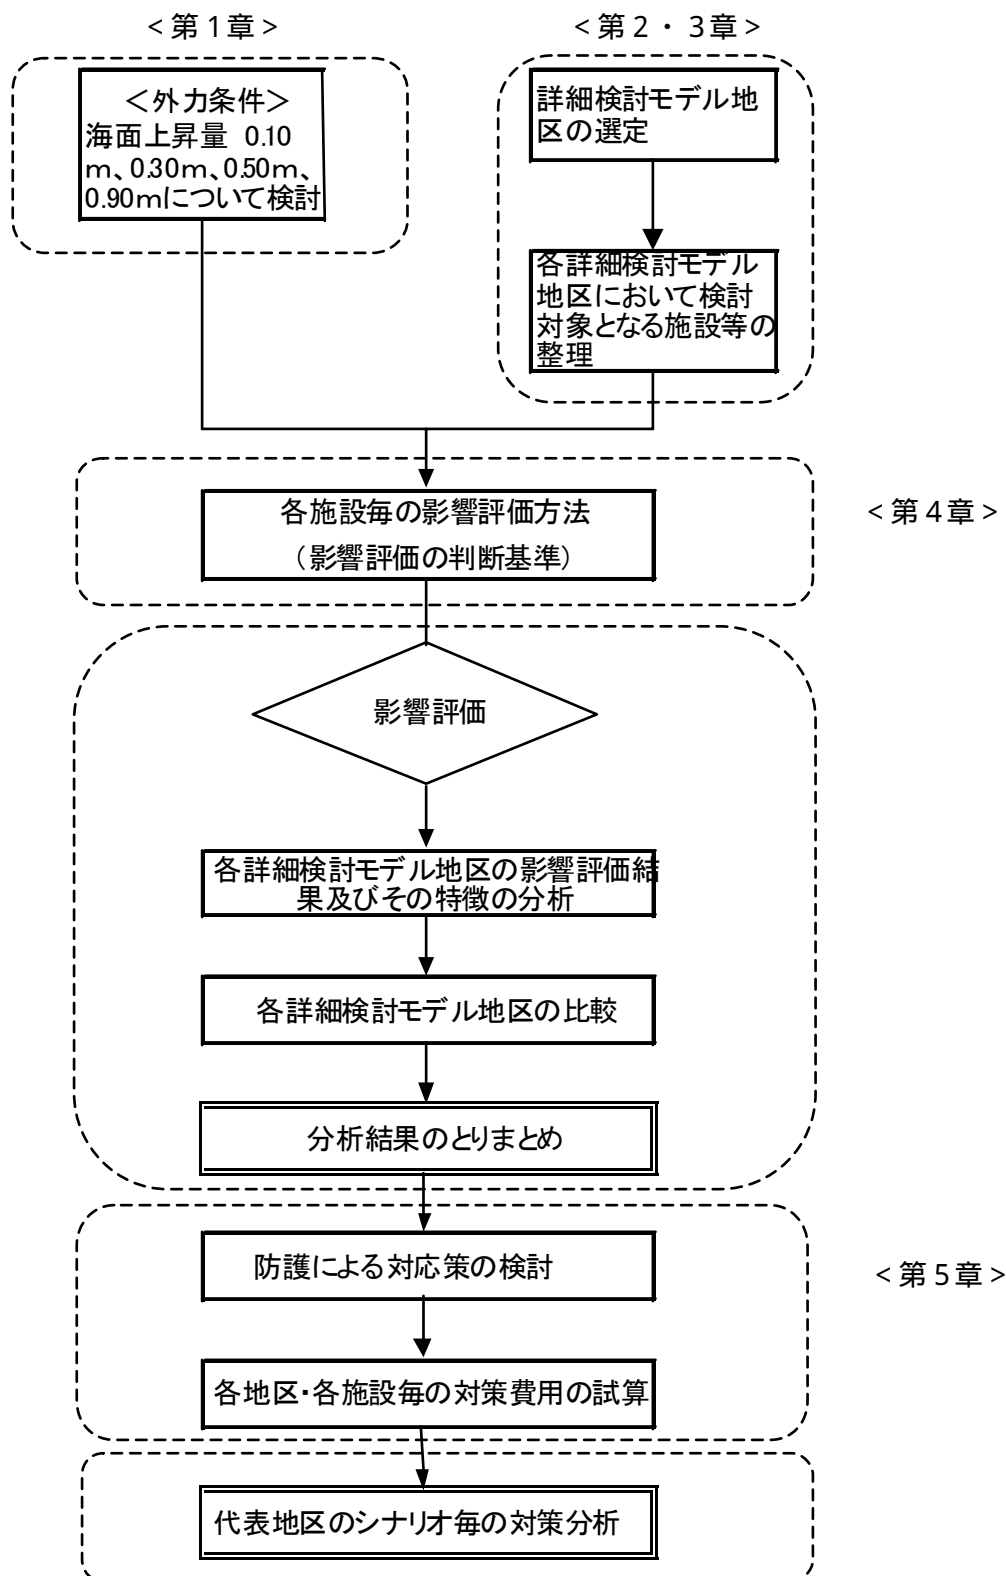 <第1章>
<第2・3章>
＜外力条件＞
海面上昇量 0.10
m、0.30m、0.50m、
0.90mについて検討
詳細検討モデル地
区の選定
各詳細検討モデル
地区において検討
対象となる施設等の
整理
各施設毎の影響評価方法
（影響評価の判断基準）
<第4章>
影響評価
各詳細検討モデル地区の影響評価結
果及びその特徴の分析
各詳細検討モデル地区の比較
分析結果のとりまとめ
防護による対応策の検討
<第5章>
各地区・各施設毎の対策費用の試算
代表地区のシナリオ毎の対策分析